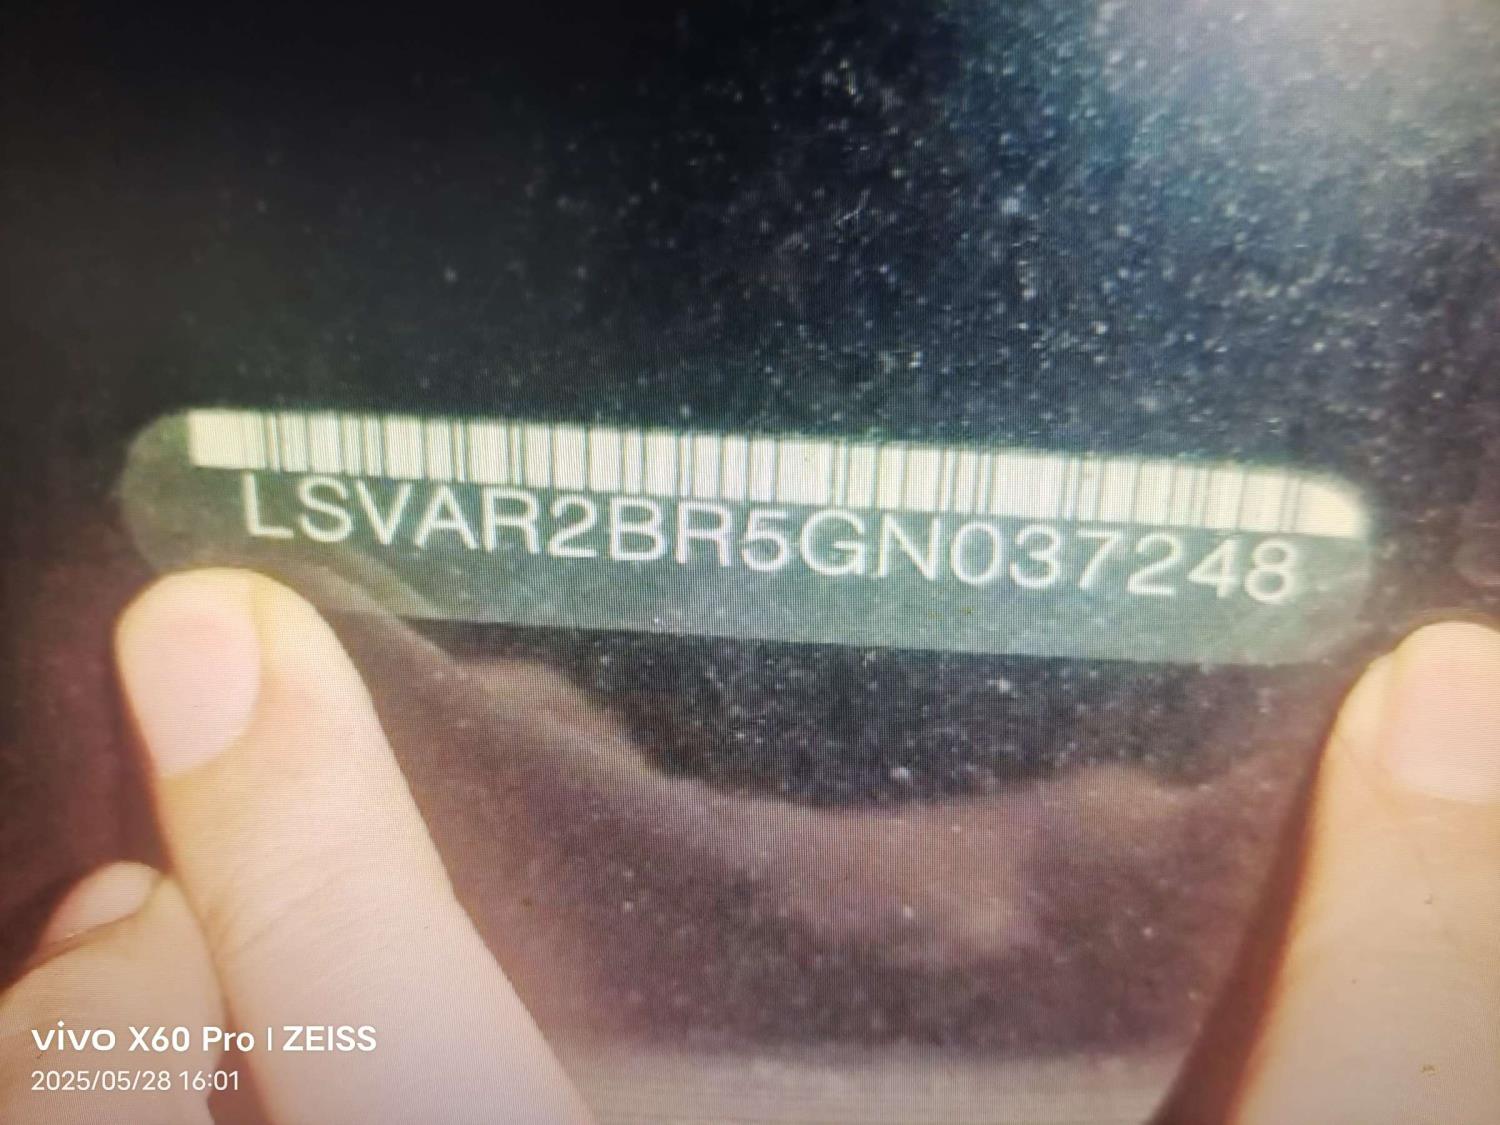 LSVAR2BR5GN037248
vivo X60 Pro | ZEISS
2025/05/28 16:01